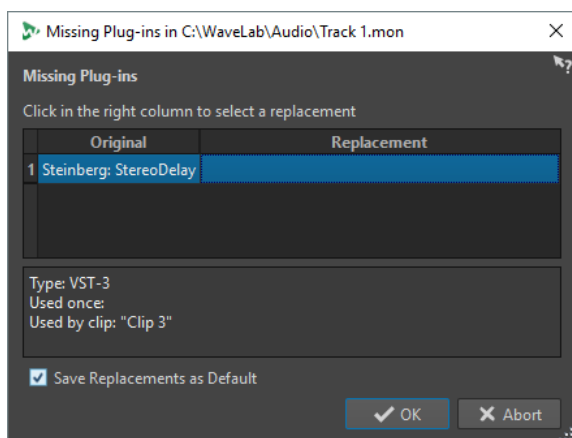 Missing Plug-ins in C:\WaveLab\Audio\Track 1.mon
Missing Plug-ins
Click in the right column to select a replacement
Original Replacement
1 Steinberg: StereoDelay
Type: VST-3
Used once:
Used by clip: "Clip 3"
Save Replacements as Default
OK Abort